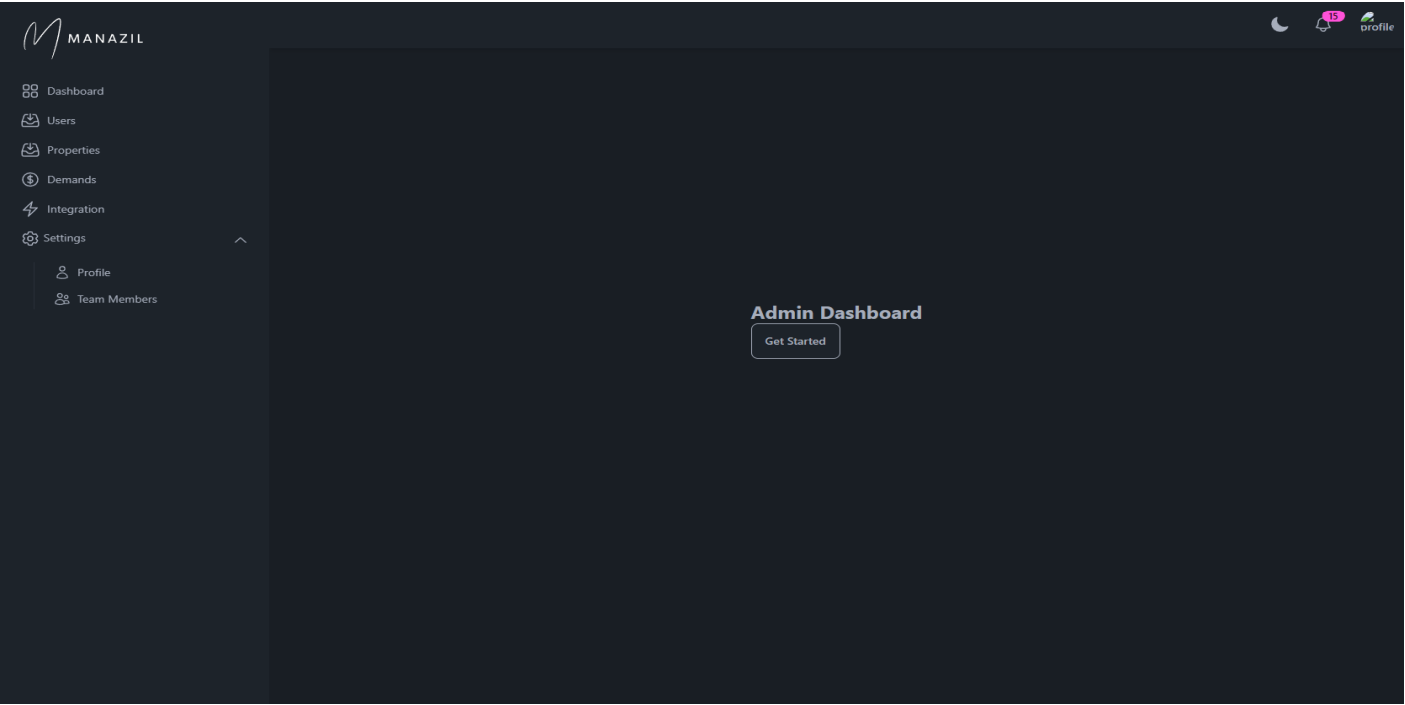 MANAZIL
15
profile
Dashboard
Users
Properties
Demands
Integration
Settings
Profile
Team Members
Admin Dashboard
Get Started